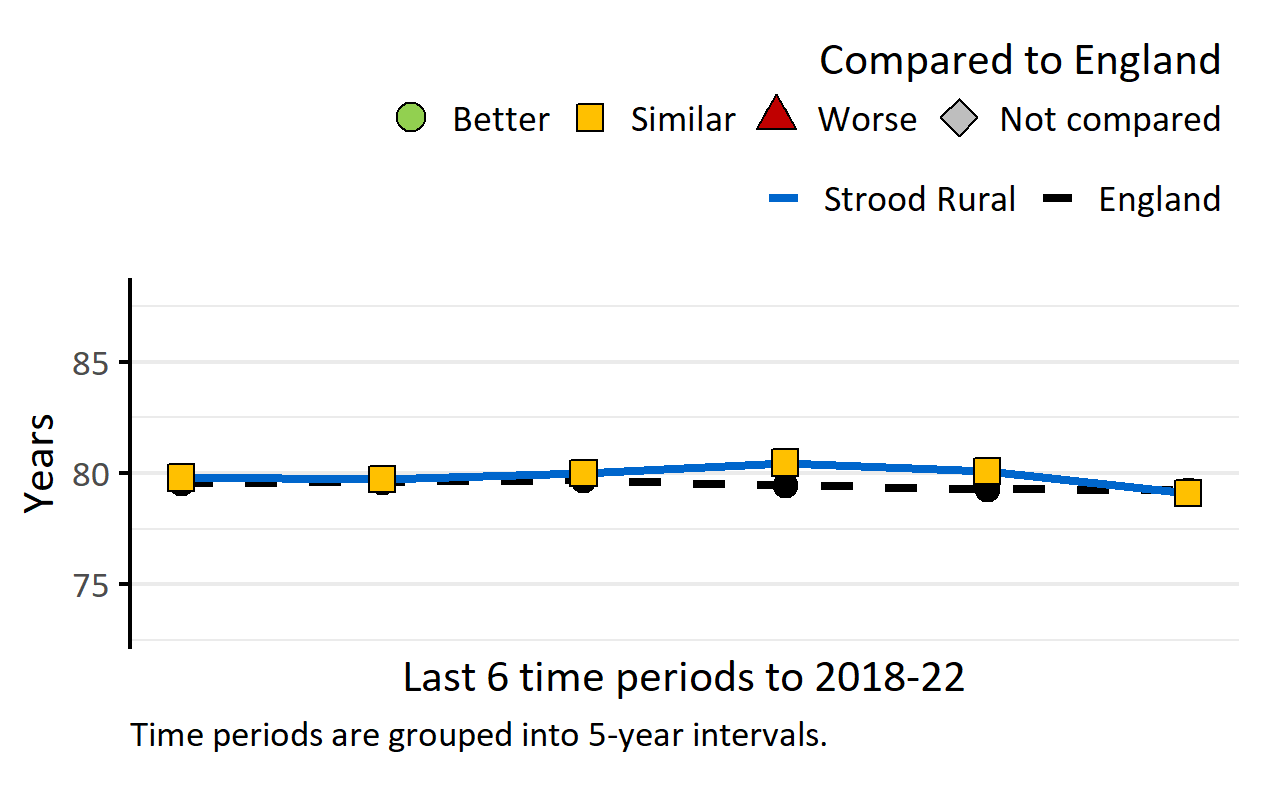 Compared to England
Better Similar Worse Not compared
Strood Rural England
85
80
75
Years
Last 6 time periods to 2018-22
Time periods are grouped into 5-year intervals.